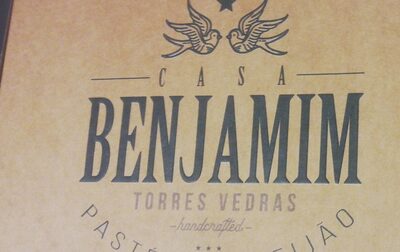 CASA
BENJAMIM
TORRES VEDRAS
handcrafted